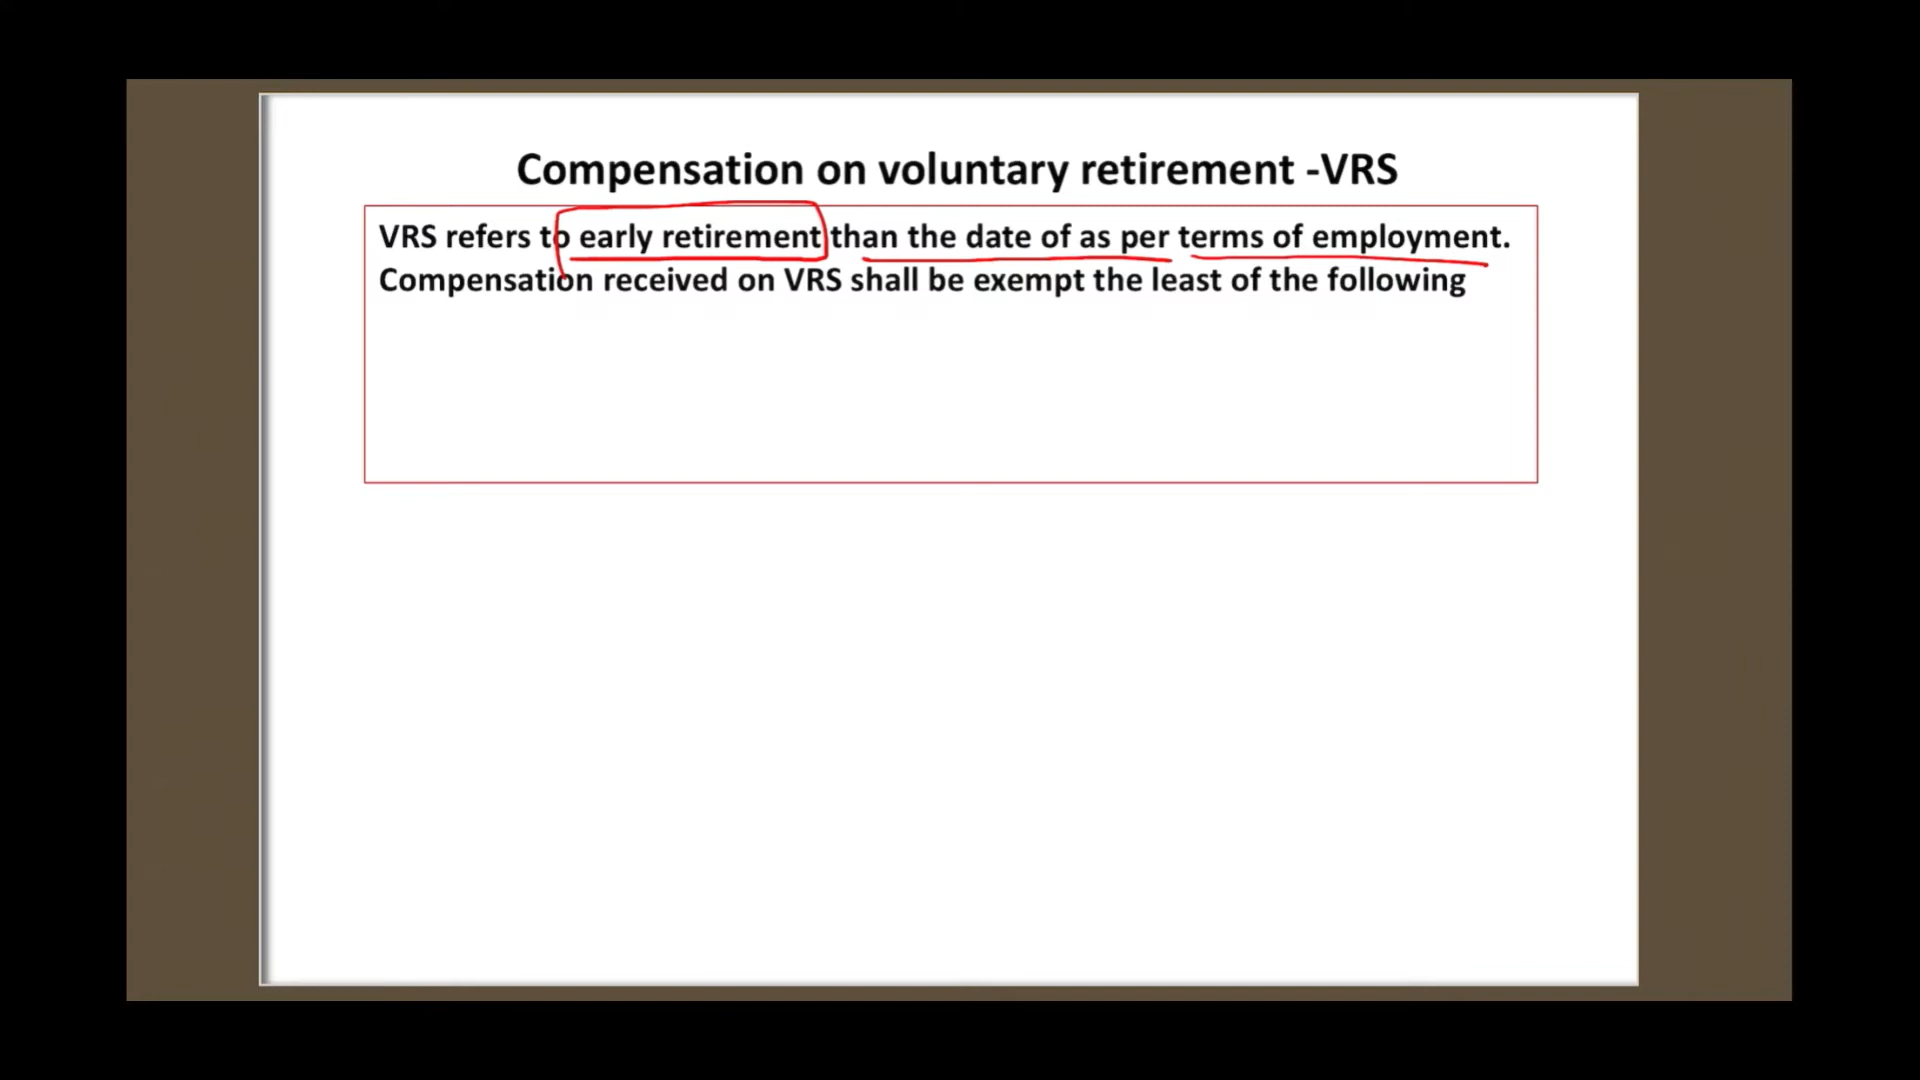 Compensation on voluntary retirement -VRS
VRS refers to early retirement than the date of as per terms of employment.
Compensation received on VRS shall be exempt the least of the following